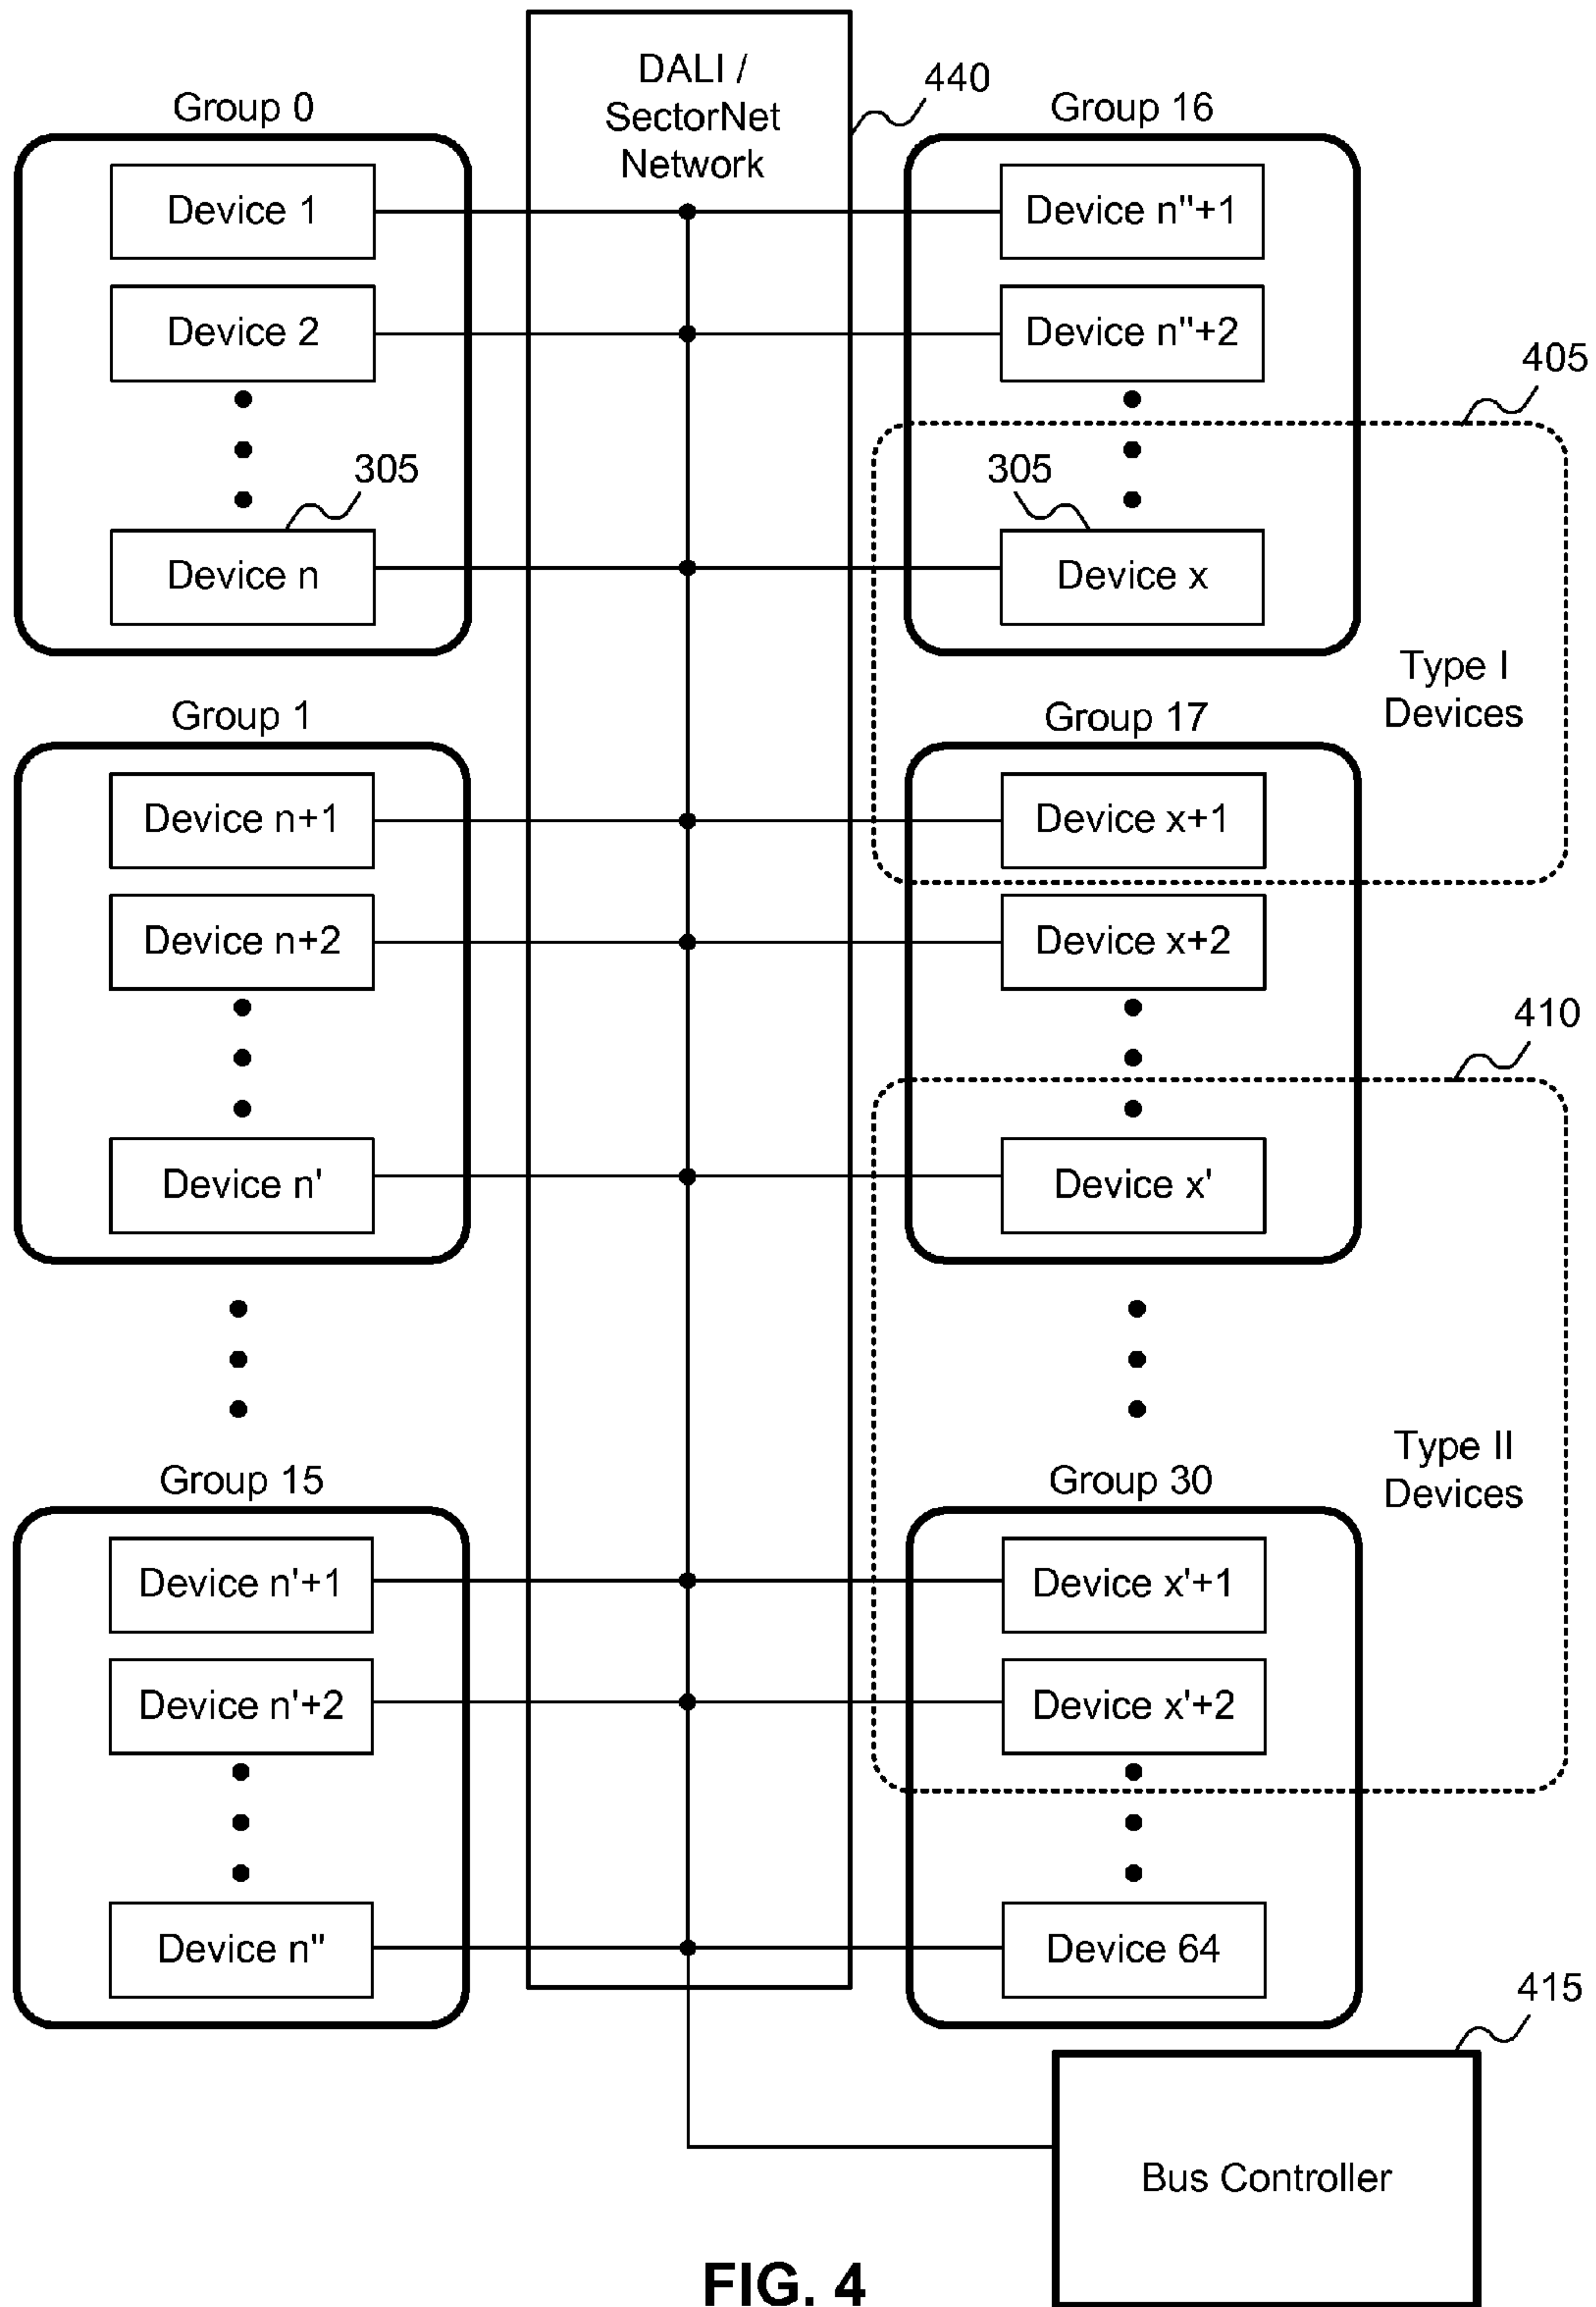 DALI /
SectorNet
Network
440
Group 0
Device 1
Device 2
305
Device n
Group 16
Device n"+1
Device n"+2
405
305
Device x
Type I
Devices
Group 1
Device n+1
Device n+2
Device n'
Group 17
Device x+1
Device x+2
410
Device x'
Type II
Devices
Group 15
Device n'+1
Device n'+2
Device n"
Group 30
Device x'+1
Device x'+2
Device 64
415
Bus Controller
FIG. 4